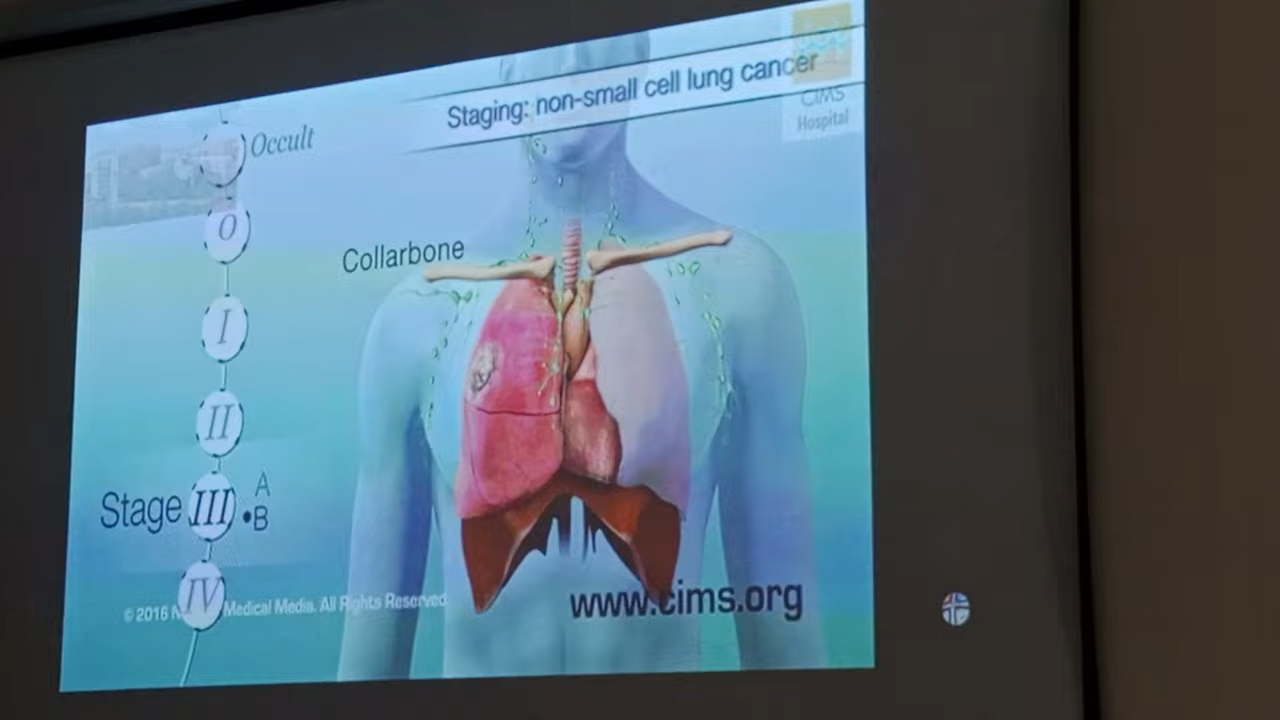 Staging: non-small cell lung cancer
CIMS
Hospital
Occult
O
Collarbone
I
II
Stage III
A
•B
IV
© 2016 Medical Media. All Rights Reserved.
www.cims.org